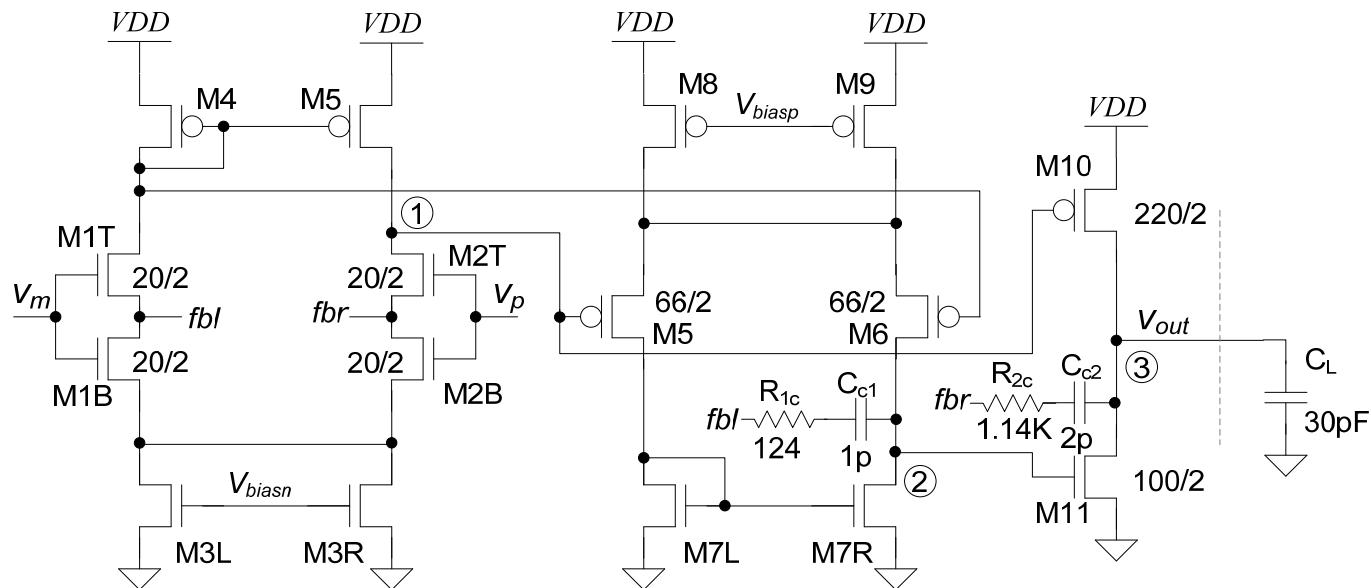 VDD
VDD
VDD
VDD
M4
M5
M8
M9
Vbiasp
VDD
M10
220/2
1
M1T
20/2
M2T
20/2
vm
fbl
fbr
vp
20/2
20/2
M1B
M2B
66/2
M5
66/2
M6
vout
3
CL
30pF
R1c
Cc1
fbl
124
1p
R2c
Cc2
fbr
1.14K
2p
2
100/2
M11
Vbiasn
M3L
M3R
M7L
M7R